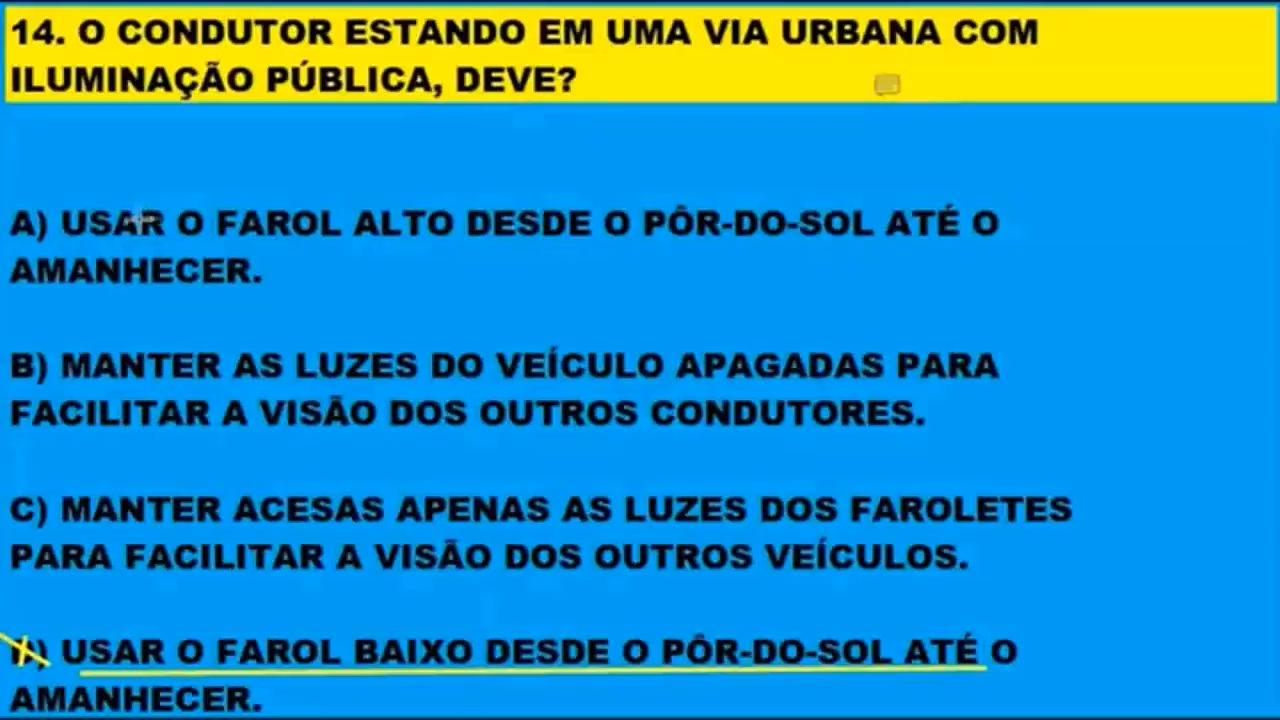 14. O CONDUTOR ESTANDO EM UMA VIA URBANA COM
ILUMINAÇÃO PÚBLICA, DEVE?
A) USAR O FAROL ALTO DESDE O PÔR-DO-SOL ATÉ O
AMANHECER.
B) MANTER AS LUZES DO VEÍCULO APAGADAS PARA
FACILITAR A VISÃO DOS OUTROS CONDUTORES.
C) MANTER ACESAS APENAS AS LUZES DOS FAROLETES
PARA FACILITAR A VISÃO DOS OUTROS VEÍCULOS.
USAR O FAROL BAIXO DESDE O PÔR-DO-SOL ATÉ O
AMANHECER.